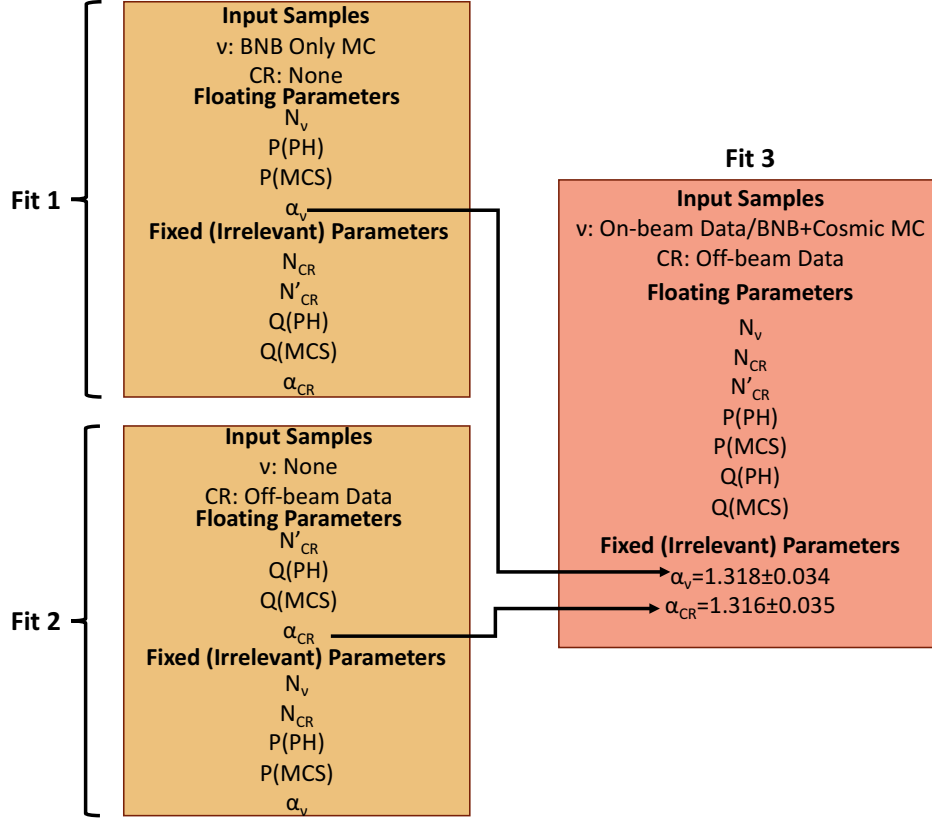 Fit 1
Input Samples
ν: BNB Only MC
CR: None
Floating Parameters
Nν
P(PH)
P(MCS)
αν
Fixed (Irrelevant) Parameters
NCR
N'CR
Q(PH)
Q(MCS)
αCR
Fit 2
Input Samples
ν: None
CR: Off-beam Data
Floating Parameters
N'CR
Q(PH)
Q(MCS)
αCR
Fixed (Irrelevant) Parameters
Nν
NCR
P(PH)
P(MCS)
αν
Fit 3
Input Samples
ν: On-beam Data/BNB+Cosmic MC
CR: Off-beam Data
Floating Parameters
Nν
NCR
N'CR
P(PH)
P(MCS)
Q(PH)
Q(MCS)
Fixed (Irrelevant) Parameters
αν=1.318±0.034
αCR=1.316±0.035